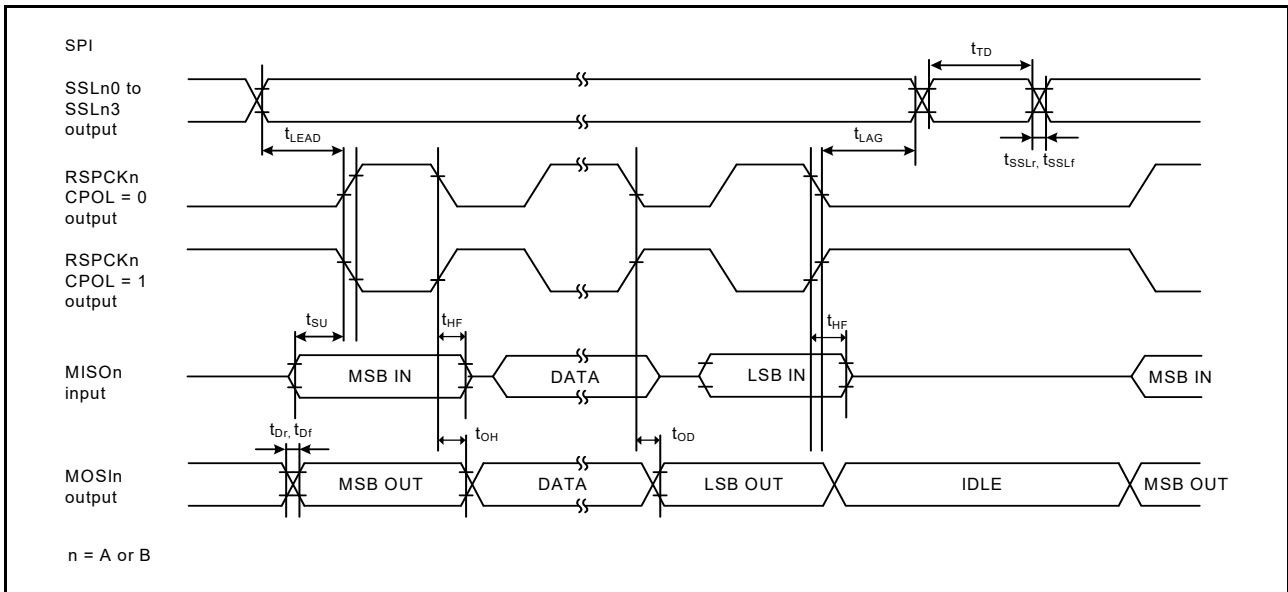 SPI
SSLn0 to
SSLn3
output
tTD
tLEAD
tLAG
tSSLr, tSSLf
RSPCKn
CPOL = 0
output
RSPCKn
CPOL = 1
output
tSU
tHF
tHF
MISOn
input
MSB IN
DATA
LSB IN
MSB IN
tDr, tDf
tOH
tOD
MOSIn
output
MSB OUT
DATA
LSB OUT
IDLE
MSB OUT
n = A or B